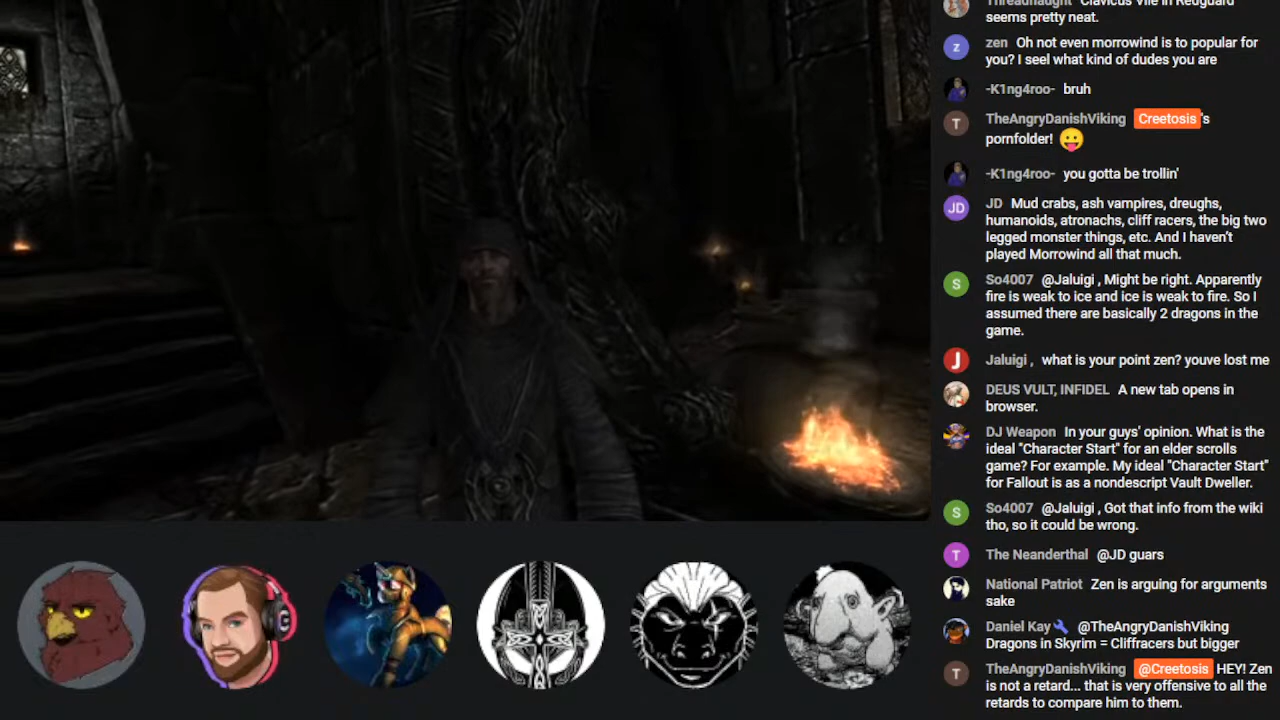 Threadnaught Clavicus Vile in Redguard
seems pretty neat.
z
zen Oh not even morrowind is to popular for
you? I seel what kind of dudes you are
-K1ng4roo- bruh
T
TheAngryDanishViking Creetosis's
pornfolder! 😛
-K1ng4roo- you gotta be trollin'
JD
JD Mud crabs, ash vampires, dreughs,
humanoids, atronachs, cliff racers, the big two
legged monster things, etc. And I haven't
played Morrowind all that much.
S
So4007 @Jaluigi , Might be right. Apparently
fire is weak to ice and ice is weak to fire. So I
assumed there are basically 2 dragons in the
game.
J
Jaluigi , what is your point zen? youve lost me
DEUS VULT, INFIDEL A new tab opens in
browser.
DJ Weapon In your guys' opinion. What is the
ideal "Character Start" for an elder scrolls
game? For example. My ideal "Character Start"
for Fallout is as a nondescript Vault Dweller.
S
So4007 @Jaluigi , Got that info from the wiki
tho, so it could be wrong.
T
The Neanderthal @JD guars
National Patriot Zen is arguing for arguments
sake
Daniel Kay🔧 @TheAngryDanishViking
Dragons in Skyrim = Cliffracers but bigger
T
TheAngryDanishViking @Creetosis HEY! Zen
is not a retard... that is very offensive to all the
retards to compare him to them.